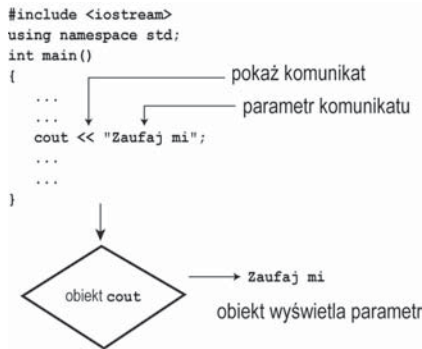 #include <iostream>
using namespace std;
int main()
{
pokaż komunikat
...
parametr komunikatu
...
cout << "Zaufaj mi";
...
...
}
obiekt cout
Zaufaj mi
obiekt wyświetla parametr